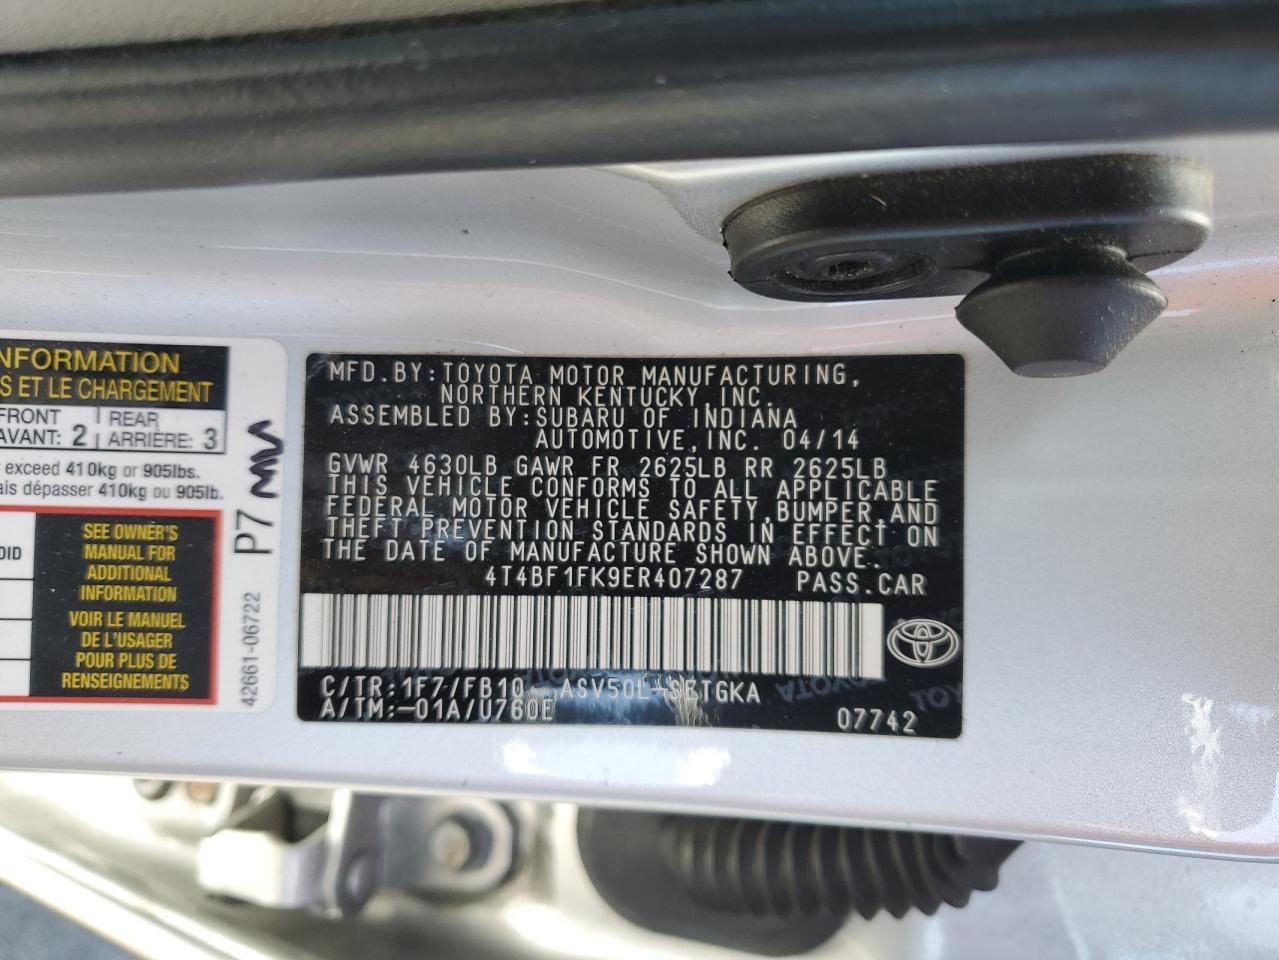 NFORMATION
S ET LE CHARGEMENT
FRONT REAR
AVANT: 2 ARRIÈRE: 3
exceed 410kg or 905lbs.
ais dépasser 410kg ou 905lb.
SEE OWNER'S
MANUAL FOR
ADDITIONAL
INFORMATION
VOIR LE MANUEL
DE L'USAGER
POUR PLUS DE
RENSEIGNEMENTS
OID
P7
42661-06722
MFD.BY:TOYOTA MOTOR MANUFACTURING,
NORTHERN KENTUCKY, INC.
ASSEMBLED BY:SUBARU OF INDIANA
AUTOMOTIVE,INC. 04/14
GVWR 4630LB GAWR FR 2625LB RR 2625LB
THIS VEHICLE CONFORMS TO ALL APPLICABLE
FEDERAL MOTOR VEHICLE SAFETY,BUMPER,AND
THEFT PREVENTION STANDARDS IN EFFECT ON
THE DATE OF MANUFACTURE SHOWN ABOVE.
4T4BF1FK9ER407287 PASS.CAR
C/TR:1F7/FB10 ASV50L-SETGKA
A/TM:-01A/U760E
07742